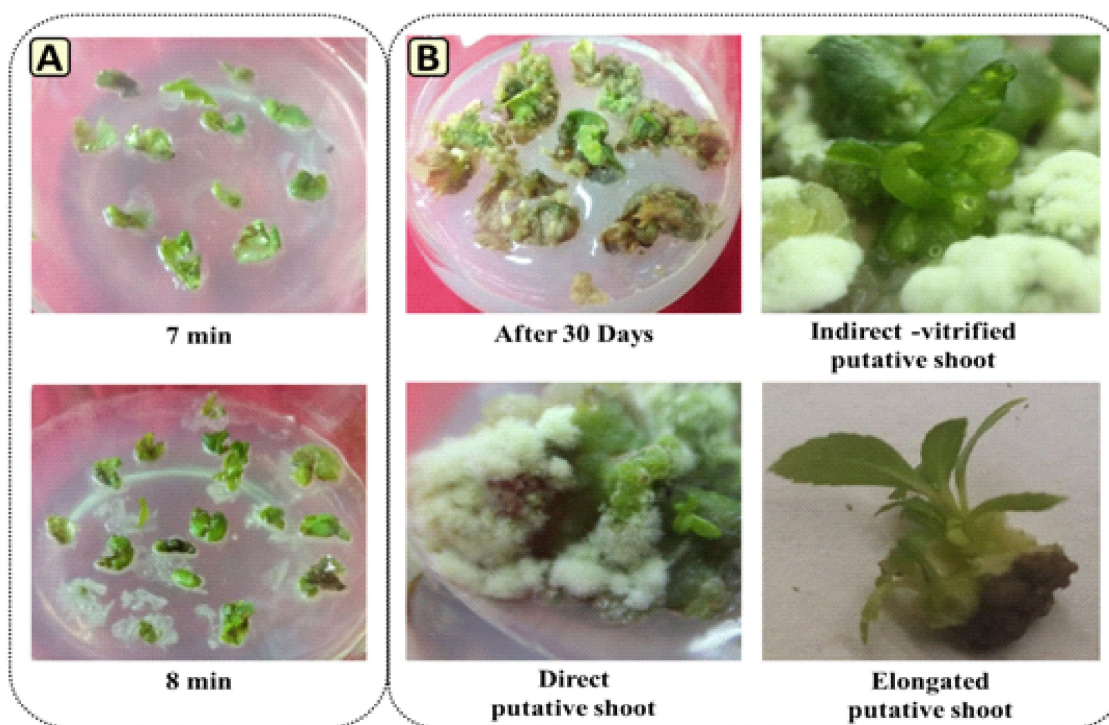 A
B
7 min
After 30 Days
Indirect -vitrified
putative shoot
8 min
Direct
putative shoot
Elongated
putative shoot